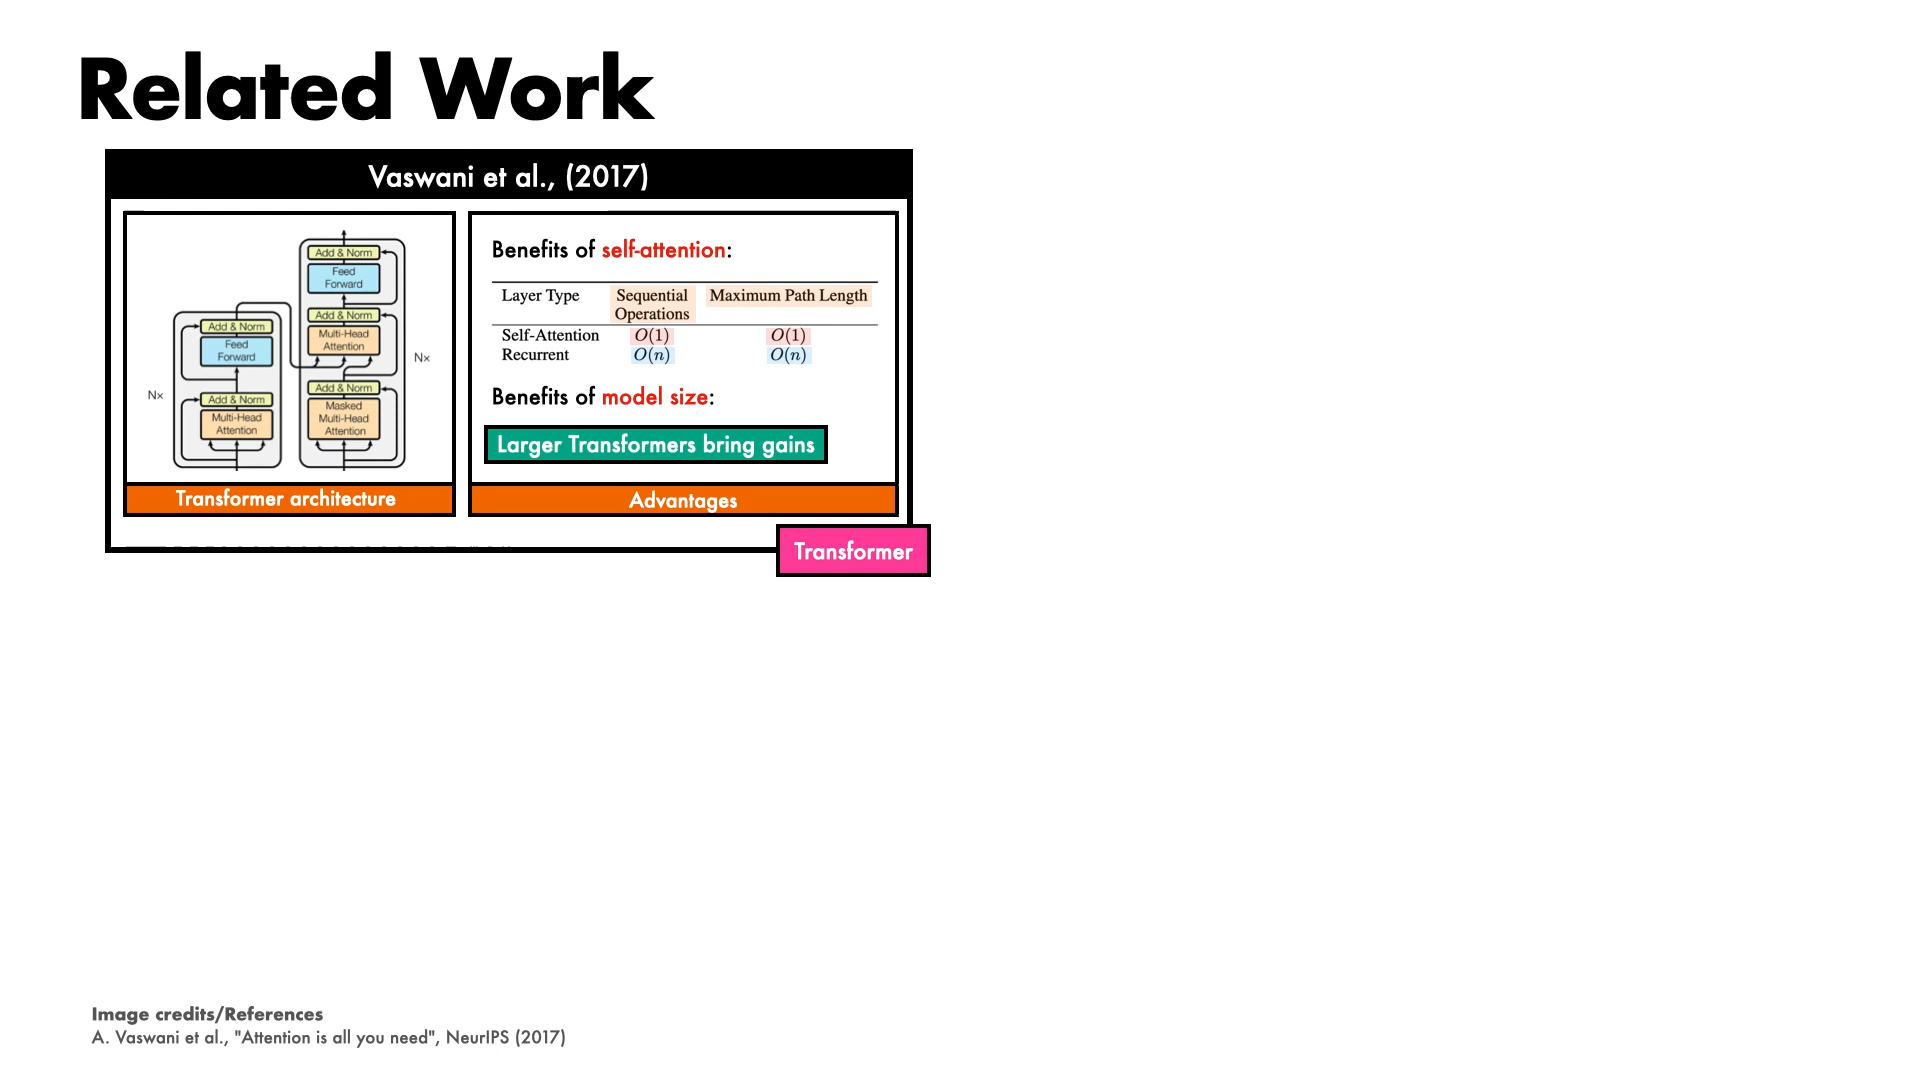 Related Work
Vaswani et al., (2017)
Add & Norm
Feed
Forward
Add & Norm
Multi-Head
Attention
Add & Norm
Masked
Multi-Head
Attention
Nx
Add & Norm
Feed
Forward
Add & Norm
Multi-Head
Attention
Nx
Transformer architecture
Benefits of self-attention:
Layer Type Sequential Maximum Path Length
Operations
Self-Attention O(1) O(1)
Recurrent O(n) O(n)
Benefits of model size:
Larger Transformers bring gains
Advantages
Transformer
Image credits/References
A. Vaswani et al., "Attention is all you need", NeurIPS (2017)